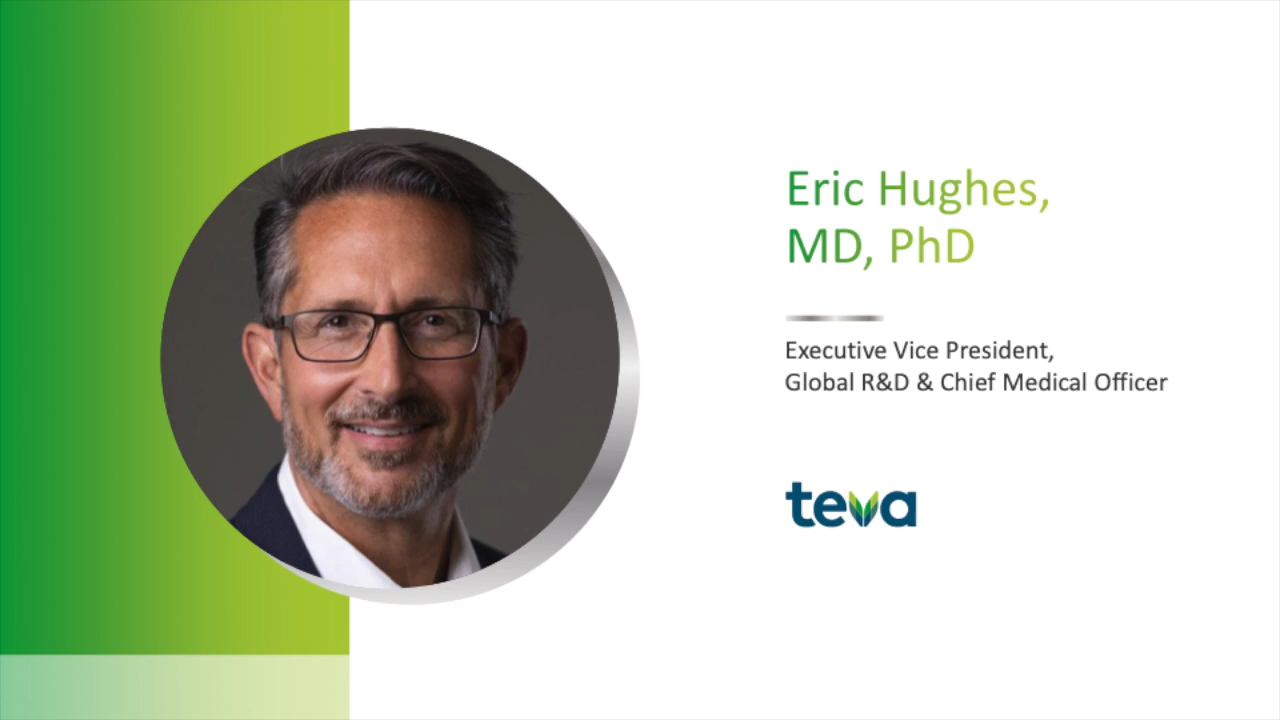 Eric Hughes,
MD, PhD
Executive Vice President,
Global R&D & Chief Medical Officer
teva